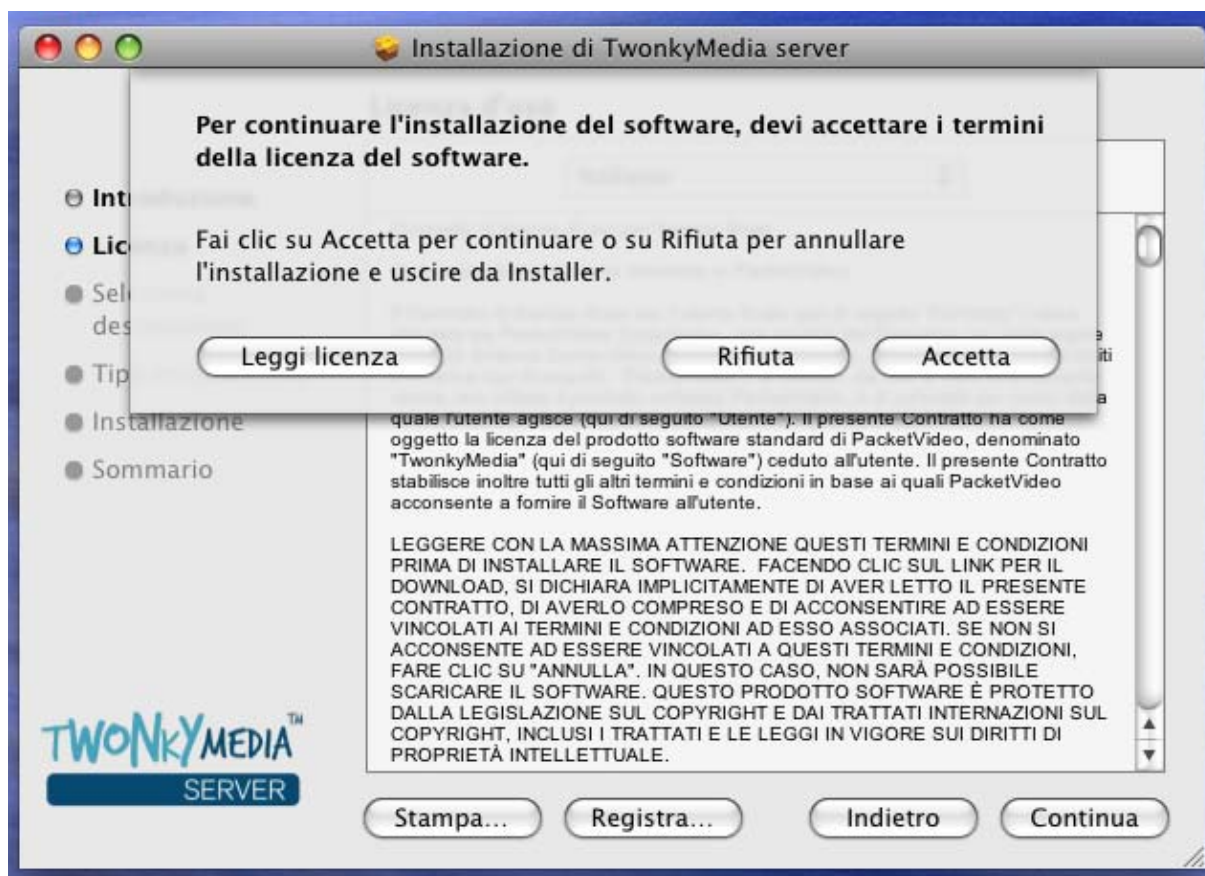 Installazione di TwonkyMedia server
Per continuare l'installazione del software, devi accettare i termini
della licenza del software.
Fai clic su Accetta per continuare o su Rifiuta per annullare
l'installazione e uscire da Installer.
Leggi licenza
Rifiuta
Accetta
Installazione
Sommario
quale l'utente agisce (qui di seguito "Utente"). Il presente Contratto ha come
oggetto la licenza del prodotto software standard di PacketVideo, denominato
"TwonkyMedia" (qui di seguito "Software") ceduto all'utente. Il presente Contratto
stabilisce inoltre tutti gli altri termini e condizioni in base ai quali PacketVideo
acconsente a fornire il Software all'utente.
LEGGERE CON LA MASSIMA ATTENZIONE QUESTI TERMINI E CONDIZIONI
PRIMA DI INSTALLARE IL SOFTWARE. FACENDO CLIC SUL LINK PER IL
DOWNLOAD, SI DICHIARA IMPLICITAMENTE DI AVER LETTO IL PRESENTE
CONTRATTO, DI AVERLO COMPRESO E DI ACCONSENTIRE AD ESSERE
VINCOLATI AI TERMINI E CONDIZIONI AD ESSO ASSOCIATI. SE NON SI
ACCONSENTE AD ESSERE VINCOLATI A QUESTI TERMINI E CONDIZIONI,
FARE CLIC SU "ANNULLA". IN QUESTO CASO, NON SARÀ POSSIBILE
SCARICARE IL SOFTWARE. QUESTO PRODOTTO SOFTWARE È PROTETTO
DALLA LEGISLAZIONE SUL COPYRIGHT E DAI TRATTATI INTERNAZIONI SUL
COPYRIGHT, INCLUSI I TRATTATI E LE LEGGI IN VIGORE SUI DIRITTI DI
PROPRIETÀ INTELLETTUALE.
TWONKYMEDIA™
SERVER
Stampa...
Registra...
Indietro
Continua